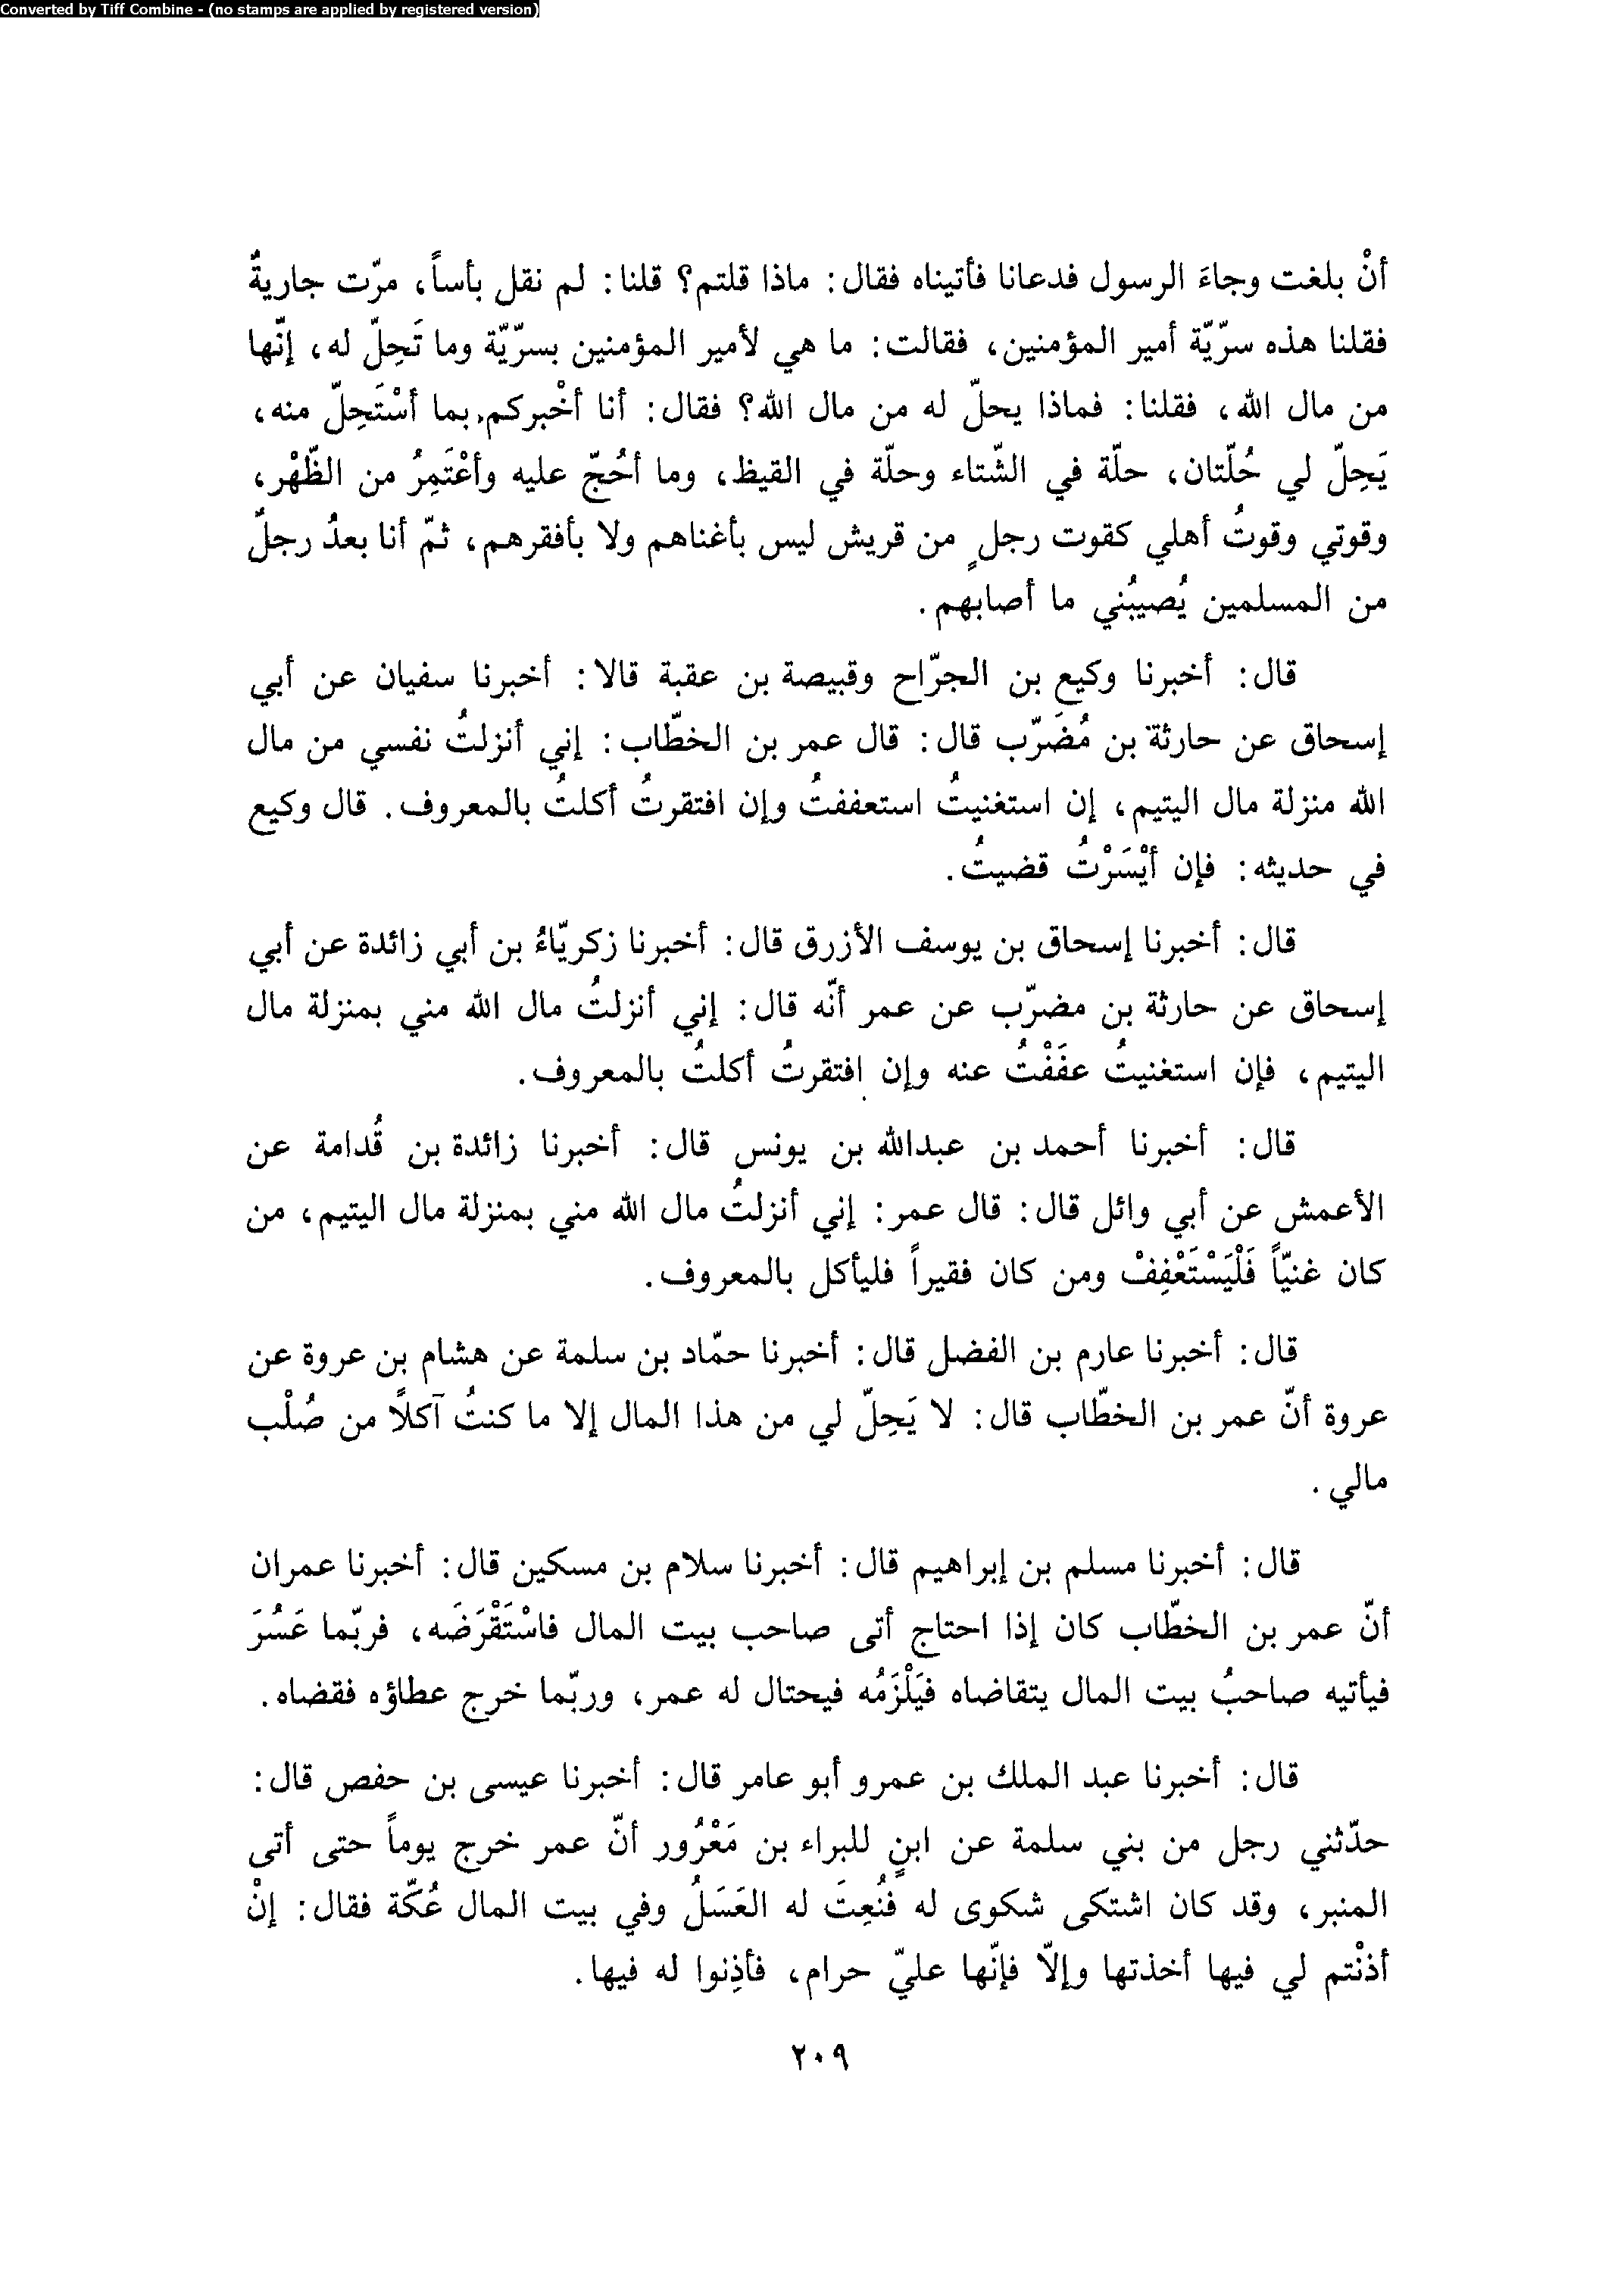 Converted by Tiff Combine - (no stamps are applied by registered version)
أنْ بلغت وجاءَ الرسول فدعانا فأتيناه فقال: ماذا قلتم؟ قلنا: لم نقل بأساً، مرّت جاريةٌ
فقلنا هذه سرّيّة أمير المؤمنين، فقالت: ما هي لأمير المؤمنين بسرّيّة وما تَحِلّ له، إنّها
من مال الله، فقلنا: فماذا يحلّ له من مال الله؟ فقال: أنا أخْبركم بما أسْتَحِلّ منه،
يَحِلّ لي حُلّتان، حلّة في الشّتاء وحلّة في القيظ، وما أحُجّ عليه وأعْتَمِرُ من الظّهْر،
وقوتي وقوتُ أهلي كقوت رجلٍ من قريش ليس بأغناهم ولا بأفقرهم، ثمّ أنا بعدُ رجلٌ
من المسلمين يُصيبُني ما أصابهم.
قال: أخبرنا وكيع بن الجرّاح وقبيصة بن عقبة قالا: أخبرنا سفيان عن أبي
إسحاق عن حارثة بن مُضَرّب قال: قال عمر بن الخطّاب: إني أنزلتُ نفسي من مال
الله منزلة مال اليتيم، إن استغنيتُ استعففتُ وإن افتقرتُ أكلتُ بالمعروف. قال وكيع
في حديثه: فإن أيْسَرْتُ قضيتُ.
قال: أخبرنا إسحاق بن يوسف الأزرق قال: أخبرنا زكريّاءُ بن أبي زائدة عن أبي
إسحاق عن حارثة بن مضرّب عن عمر أنّه قال: إني أنزلتُ مال الله مني بمنزلة مال
اليتيم، فإن استغنيتُ عفَفْتُ عنه وإن افتقرتُ أكلتُ بالمعروف.
قال: أخبرنا أحمد بن عبدالله بن يونس قال: أخبرنا زائدة بن قُدامة عن
الأعمش عن أبي وائل قال: قال عمر: إني أنزلتُ مال الله مني بمنزلة مال اليتيم، من
كان غنيّاً فَلْيَسْتَعْفِفْ ومن كان فقيراً فليأكل بالمعروف.
قال: أخبرنا عارم بن الفضل قال: أخبرنا حمّاد بن سلمة عن هشام بن عروة عن
عروة أنّ عمر بن الخطّاب قال: لا يَحِلّ لي من هذا المال إلا ما كنتُ آكلاً من صُلْب
مالي.
قال: أخبرنا مسلم بن إبراهيم قال: أخبرنا سلام بن مسكين قال: أخبرنا عمران
أنّ عمر بن الخطّاب كان إذا احتاج أتى صاحب بيت المال فاسْتَقْرَضَه، فربّما عَسُرَ
فيأتيه صاحبُ بيت المال يتقاضاه فيَلْزَمُه فيحتال له عمر، وربّما خرج عطاؤه فقضاه.
قال: أخبرنا عبد الملك بن عمرو أبو عامر قال: أخبرنا عيسى بن حفص قال:
حدّثني رجل من بني سلمة عن ابنٍ للبراء بن مَعْرُور أنّ عمر خرج يوماً حتى أتى
المنبر، وقد كان اشتكى شكوى له فنُعِتَ له العَسَلُ وفي بيت المال عُكّة فقال: إنْ
أذنْتم لي فيها أخذتها وإلاّ فإنّها عليّ حرام، فأذِنوا له فيها.
٢٠٩